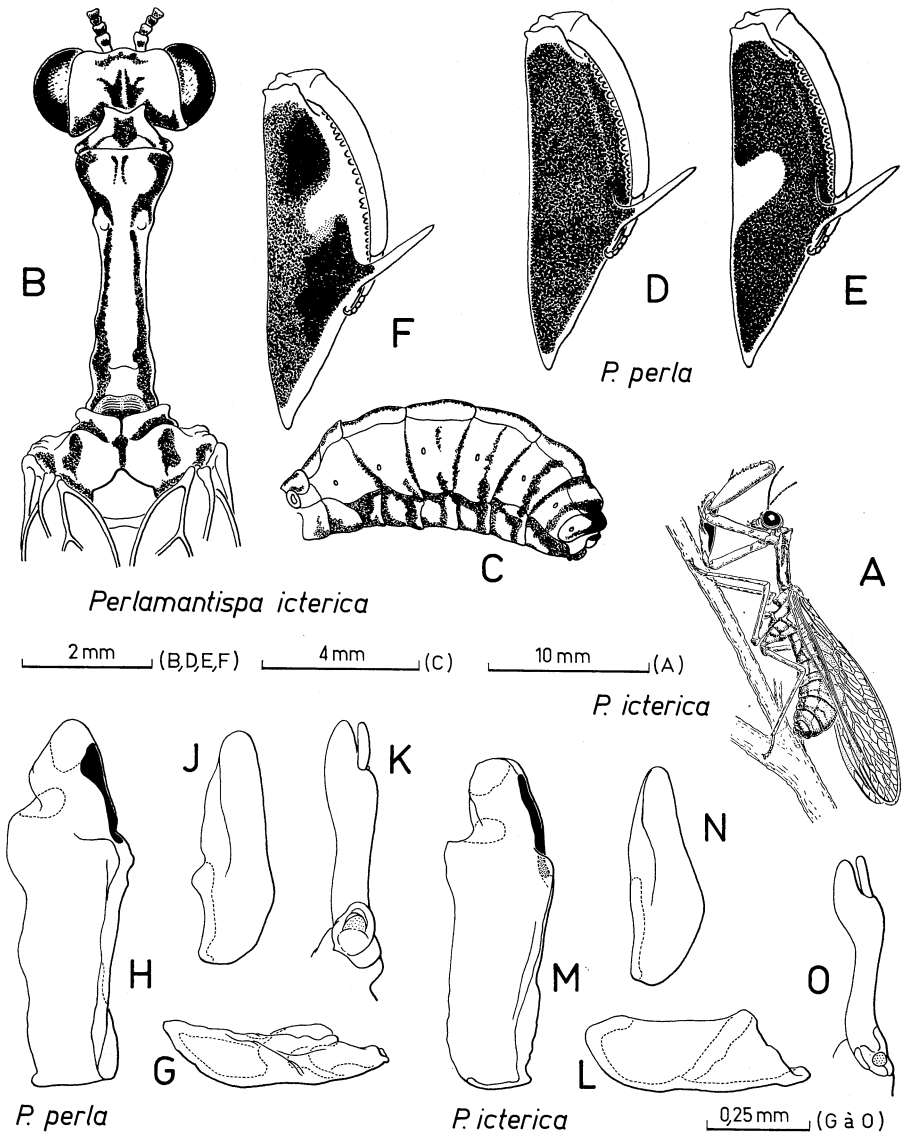 B
F
D
E
P. perla
C
A
Perlamantispa icterica
2 mm (B,D,E,F)
4 mm (C)
10 mm (A)
P. icterica
J
K
N
H
M
O
G
L
P. perla
P. icterica
0,25 mm (G à O)